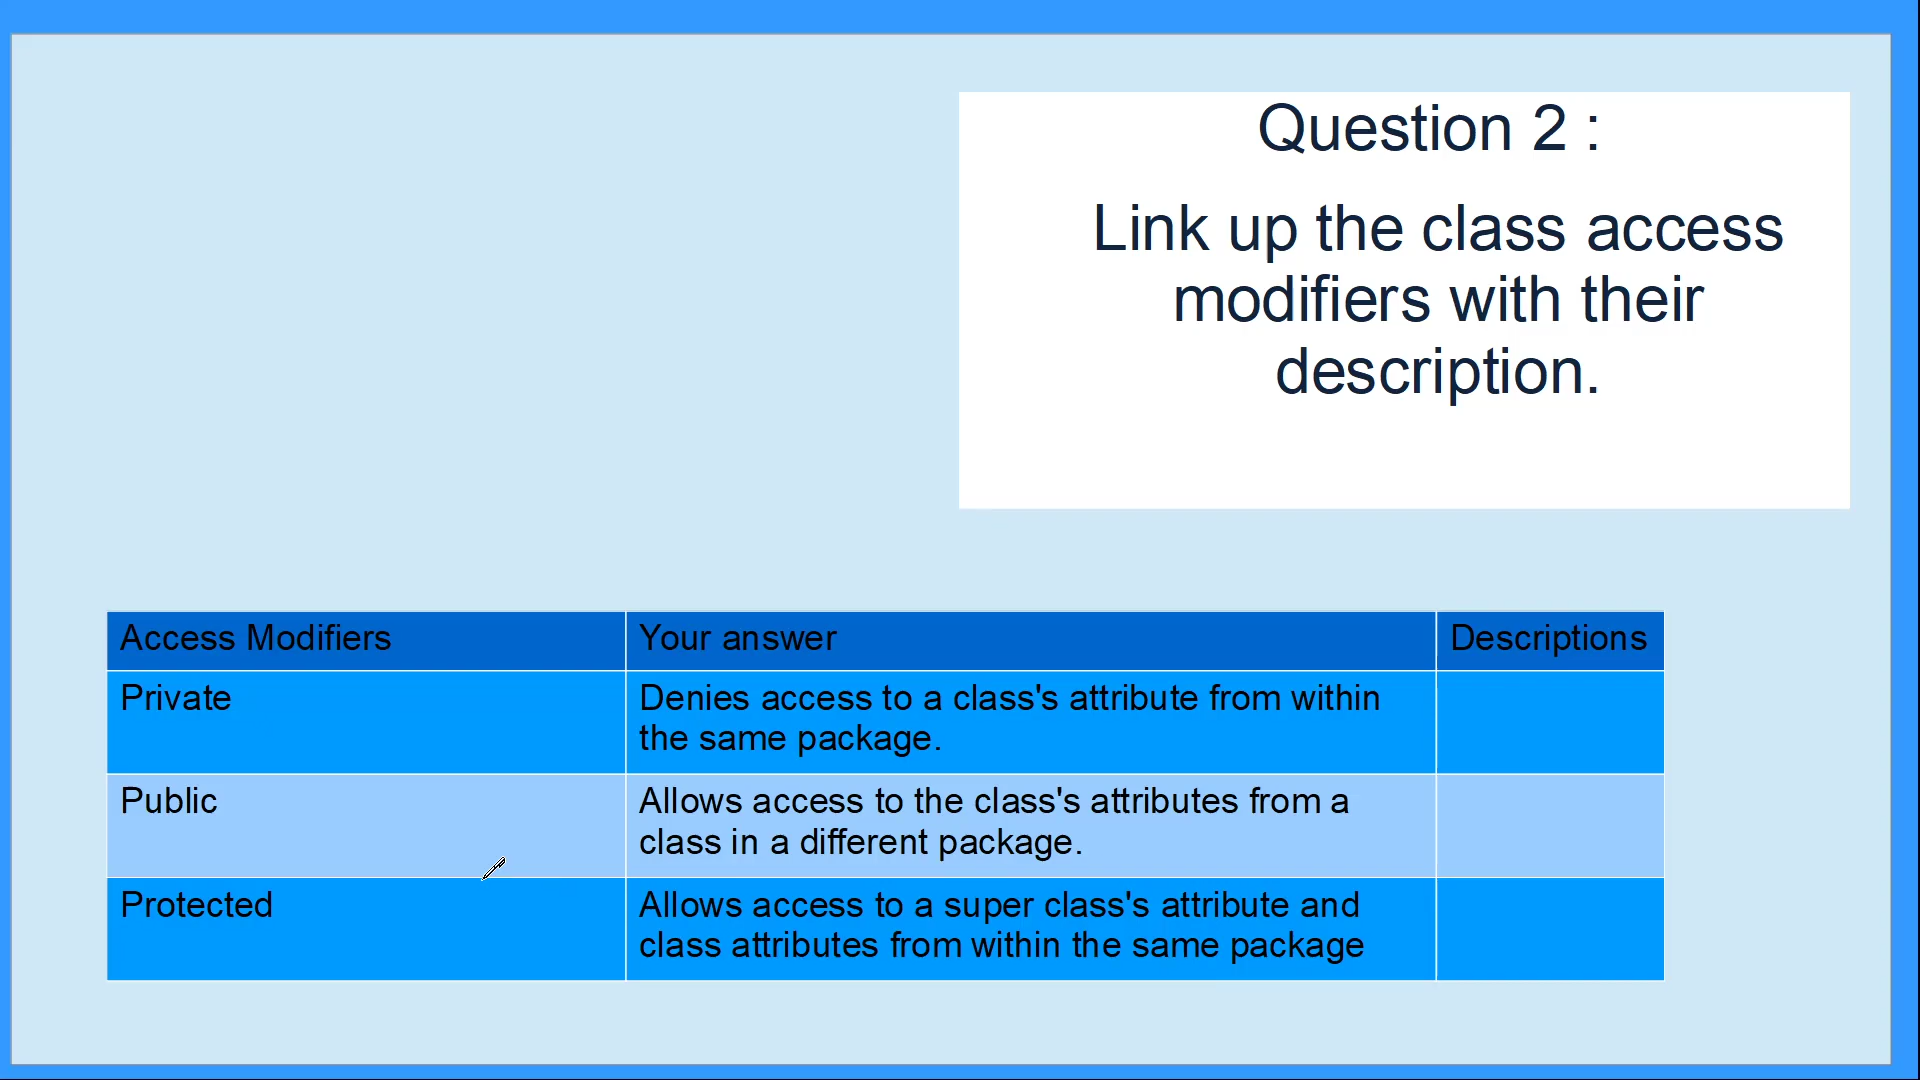 Question 2 :
Link up the class access
modifiers with their
description.
Access Modifiers
Your answer
Descriptions
Private
Denies access to a class's attribute from within
the same package.
Public
Allows access to the class's attributes from a
class in a different package.
Protected
Allows access to a super class's attribute and
class attributes from within the same package